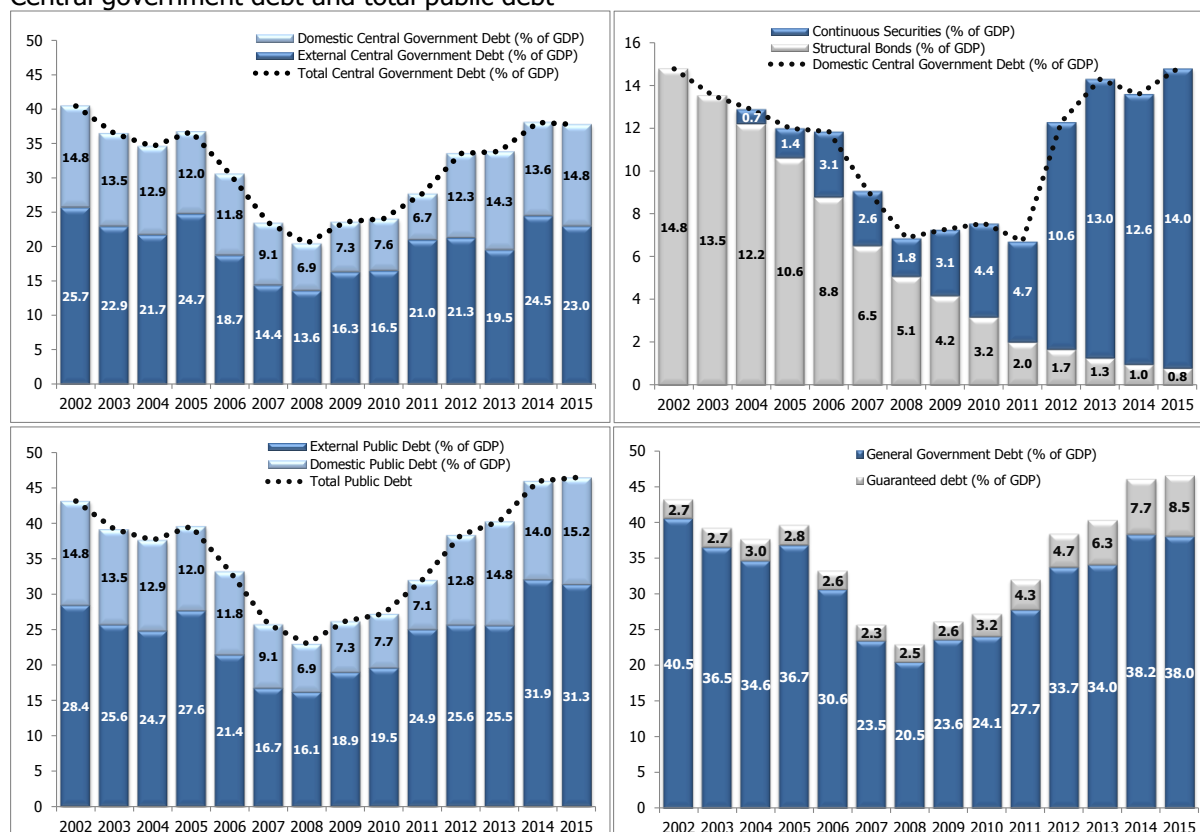 Central government debt and total public debt
50
45
40
35
30
25
20
15
10
5
0
Domestic Central Government Debt (% of GDP)
External Central Government Debt (% of GDP)
Total Central Government Debt (% of GDP)
14.8 13.5 12.9 12.0 11.8 9.1 6.9 7.3 7.6 6.7 12.3 14.3 13.6 14.8
25.7 22.9 21.7 24.7 18.7 14.4 13.6 16.3 16.5 21.0 21.3 19.5 24.5 23.0
2002 2003 2004 2005 2006 2007 2008 2009 2010 2011 2012 2013 2014 2015
16
14
12
10
8
6
4
2
0
Continuous Securities (% of GDP)
Structural Bonds (% of GDP)
Domestic Central Government Debt (% of GDP)
0.7 1.4 3.1 2.6 1.8 3.1 4.4 4.7 10.6 13.0 12.6 14.0
14.8 13.5 12.2 10.6 8.8 6.5 5.1 4.2 3.2 2.0 1.7 1.3 1.0 0.8
2002 2003 2004 2005 2006 2007 2008 2009 2010 2011 2012 2013 2014 2015
50
45
40
35
30
25
20
15
10
5
0
External Public Debt (% of GDP)
Domestic Public Debt (% of GDP)
Total Public Debt
14.8 13.5 12.9 12.0 11.8 9.1 6.9 7.3 7.7 7.1 12.8 14.8 14.0 15.2
28.4 25.6 24.7 27.6 21.4 16.7 16.1 18.9 19.5 24.9 25.6 25.5 31.9 31.3
2002 2003 2004 2005 2006 2007 2008 2009 2010 2011 2012 2013 2014 2015
50
45
40
35
30
25
20
15
10
5
0
General Government Debt (% of GDP)
Guaranteed debt (% of GDP)
2.7 2.7 3.0 2.8 2.6 2.3 2.5 2.6 3.2 4.3 4.7 6.3 7.7 8.5
40.5 36.5 34.6 36.7 30.6 23.5 20.5 23.6 24.1 27.7 33.7 34.0 38.2 38.0
2002 2003 2004 2005 2006 2007 2008 2009 2010 2011 2012 2013 2014 2015